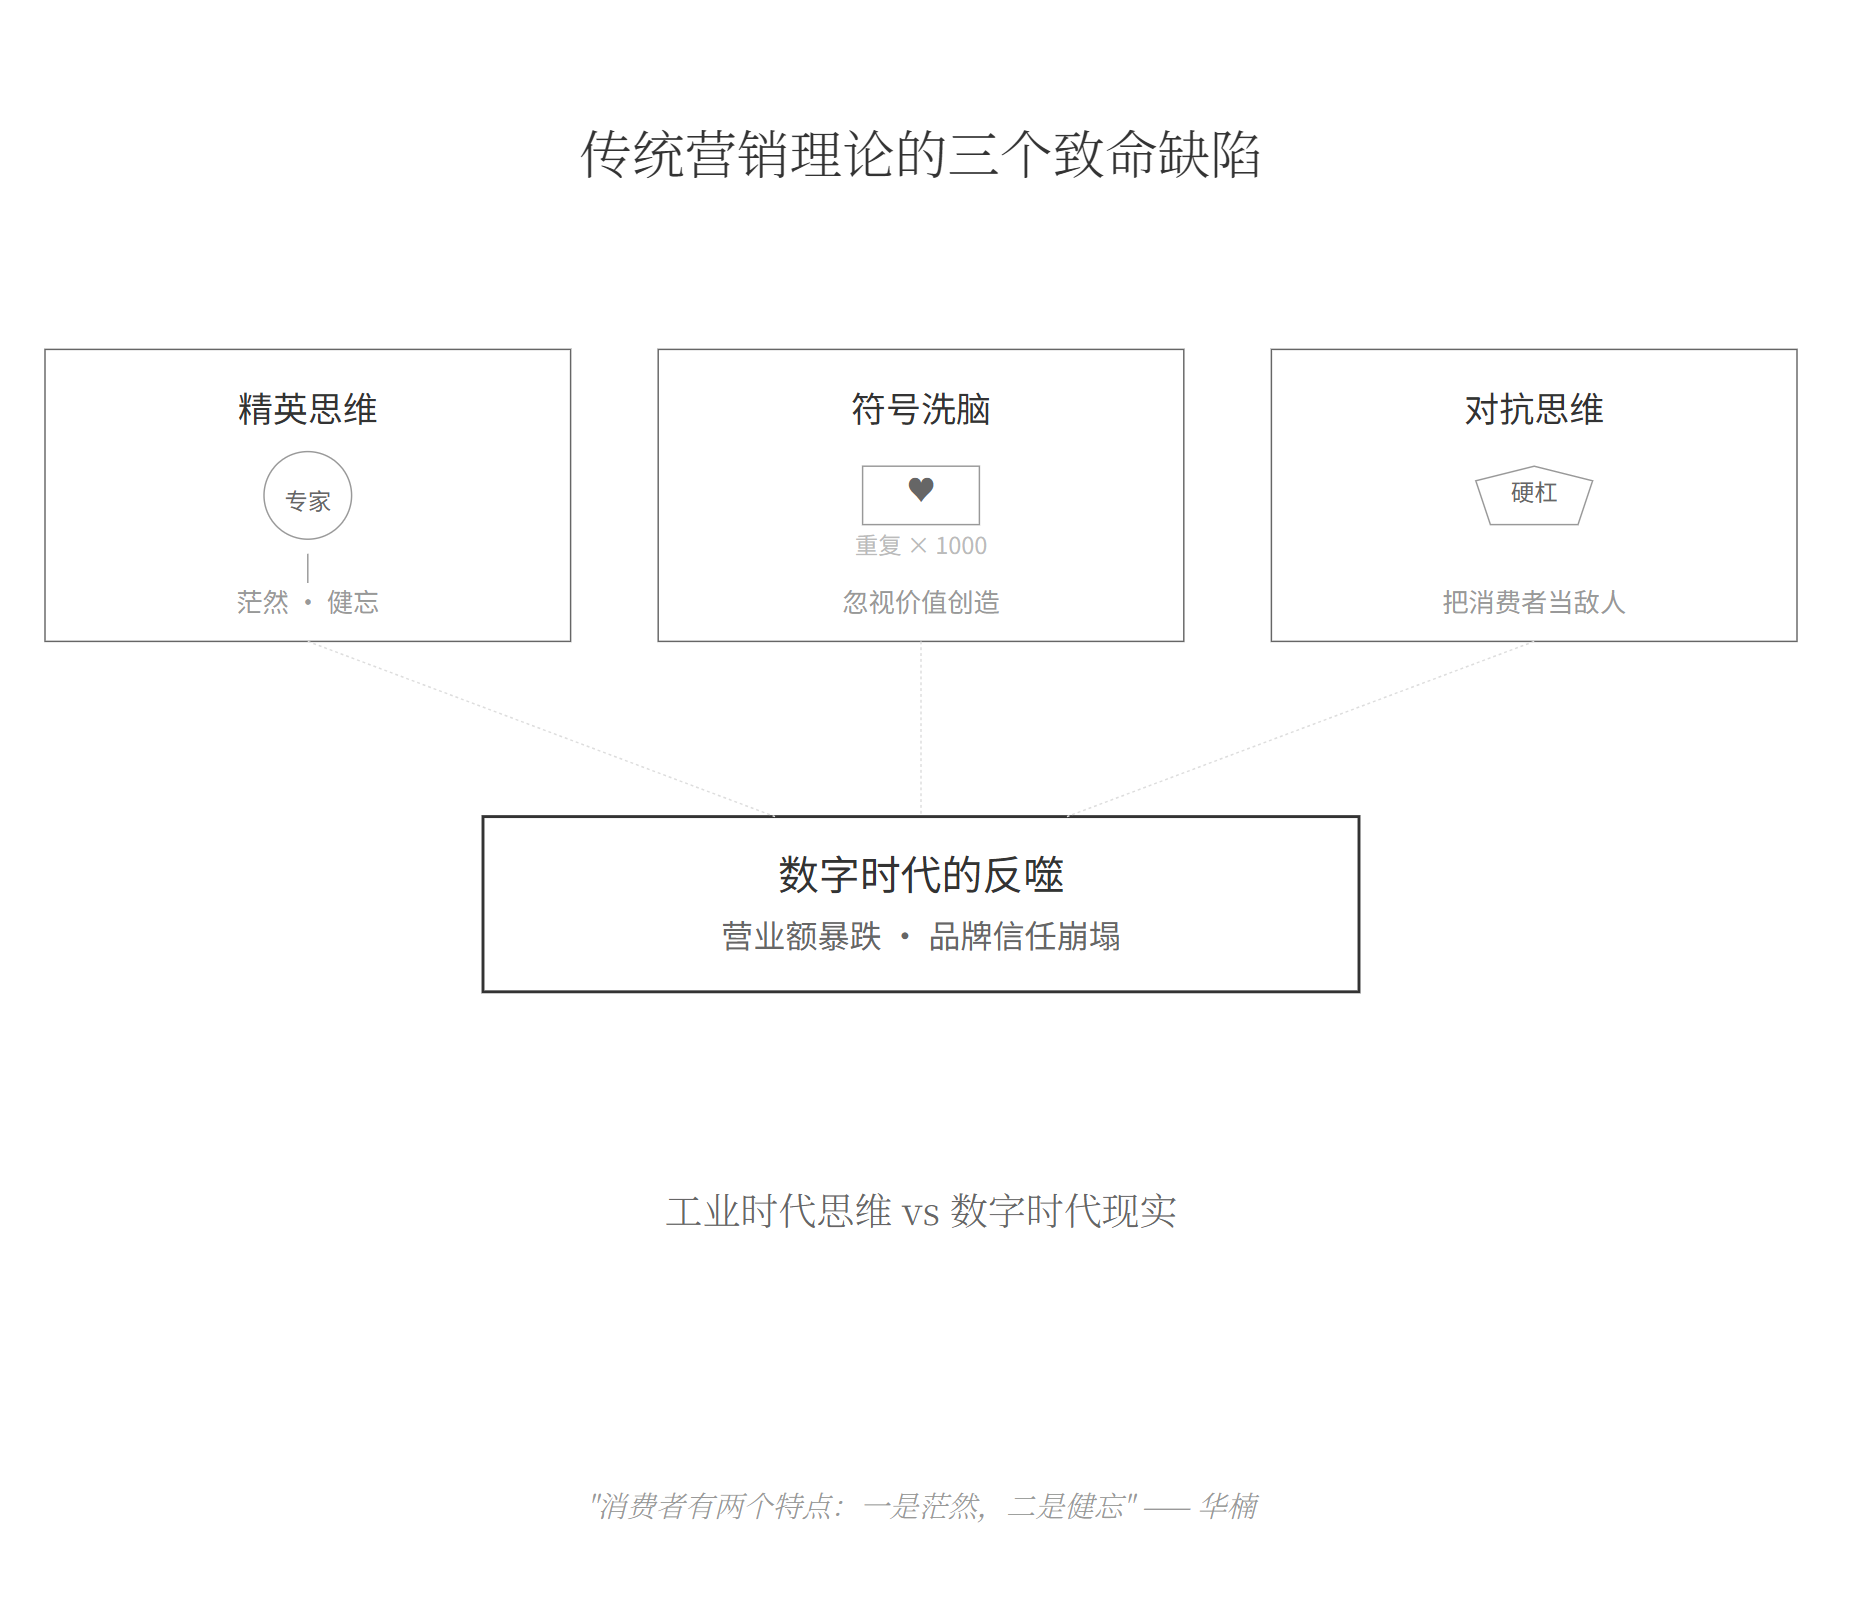 传统营销理论的三个致命缺陷
精英思维
专家
茫然 · 健忘
符号洗脑
♥
重复 × 1000
忽视价值创造
对抗思维
硬杠
把消费者当敌人
数字时代的反噬
营业额暴跌 · 品牌信任崩塌
工业时代思维 vs 数字时代现实
"消费者有两个特点：一是茫然，二是健忘" —— 华楠